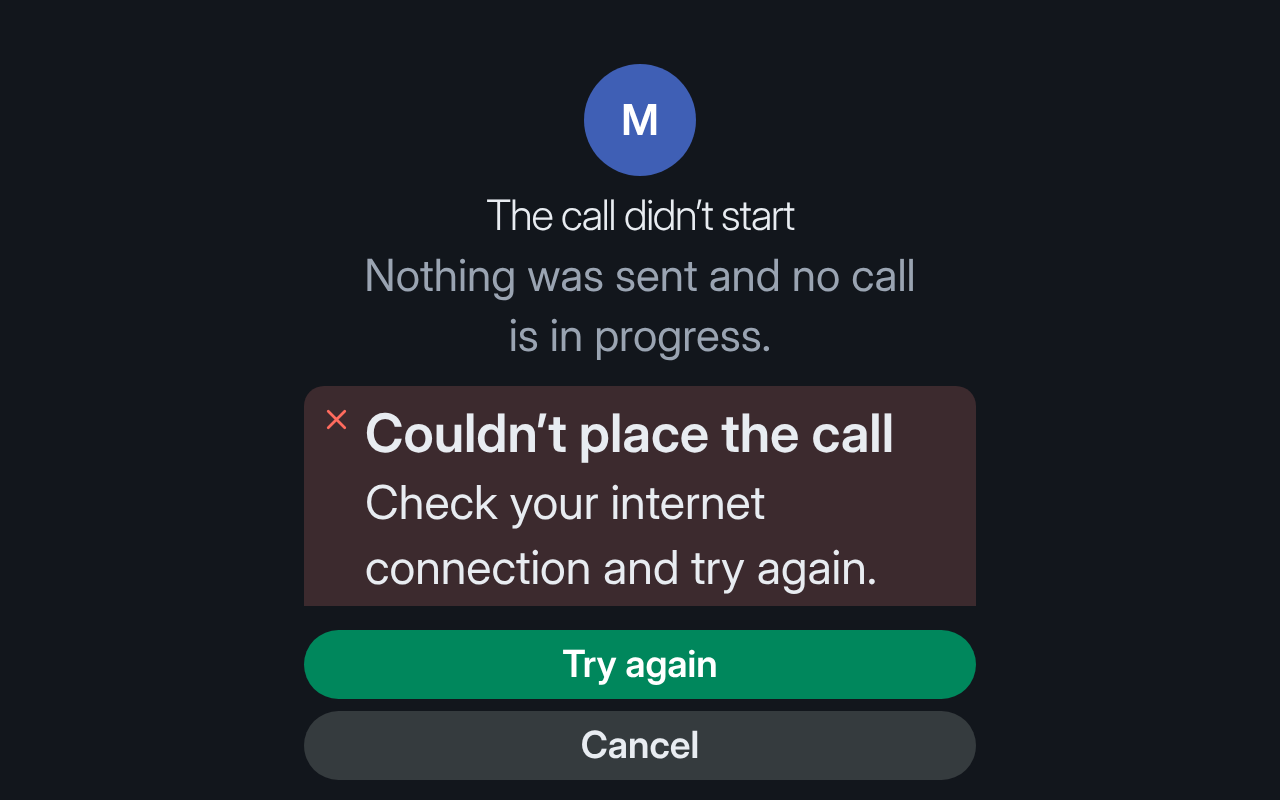 M
The call didn’t start
Nothing was sent and no call
is in progress.
Couldn’t place the call
Check your internet
connection and try again.
Try again
Cancel